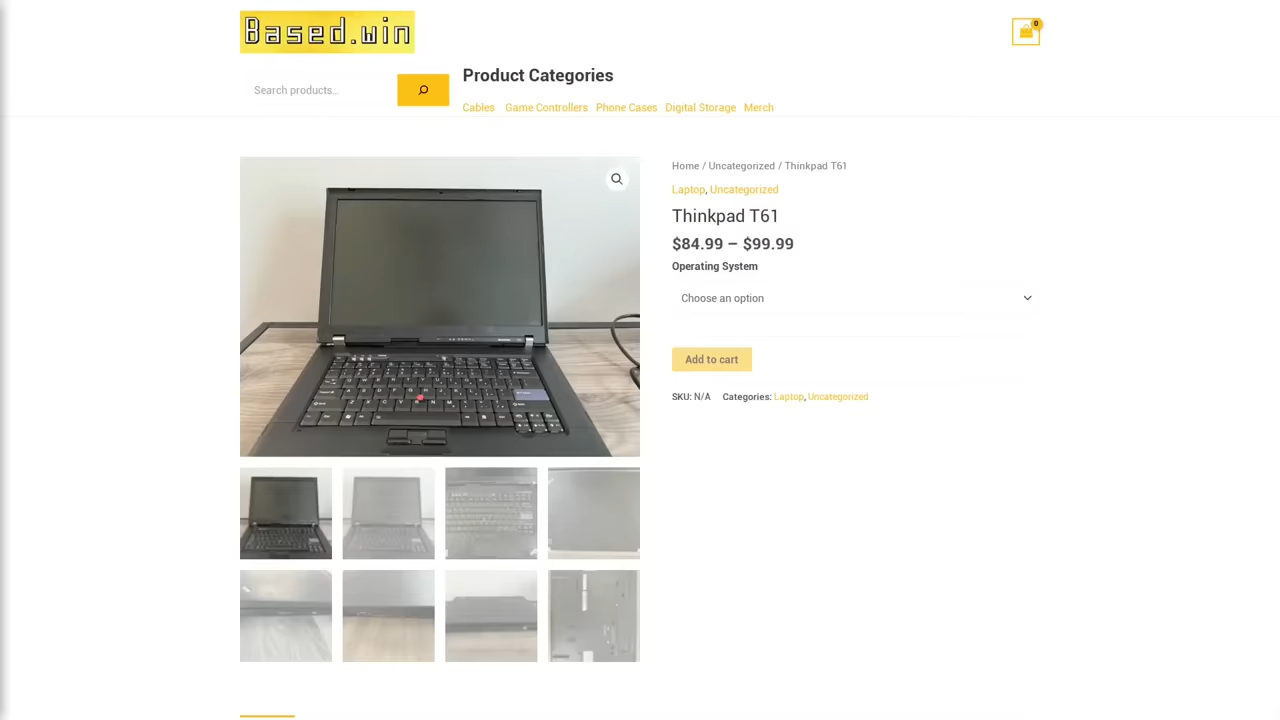 Based.win
0
Search products…
Product Categories
Cables Game Controllers Phone Cases Digital Storage Merch
Home / Uncategorized / Thinkpad T61
Laptop, Uncategorized
Thinkpad T61
$84.99 – $99.99
Operating System
Choose an option
Add to cart
SKU: N/A Categories: Laptop, Uncategorized